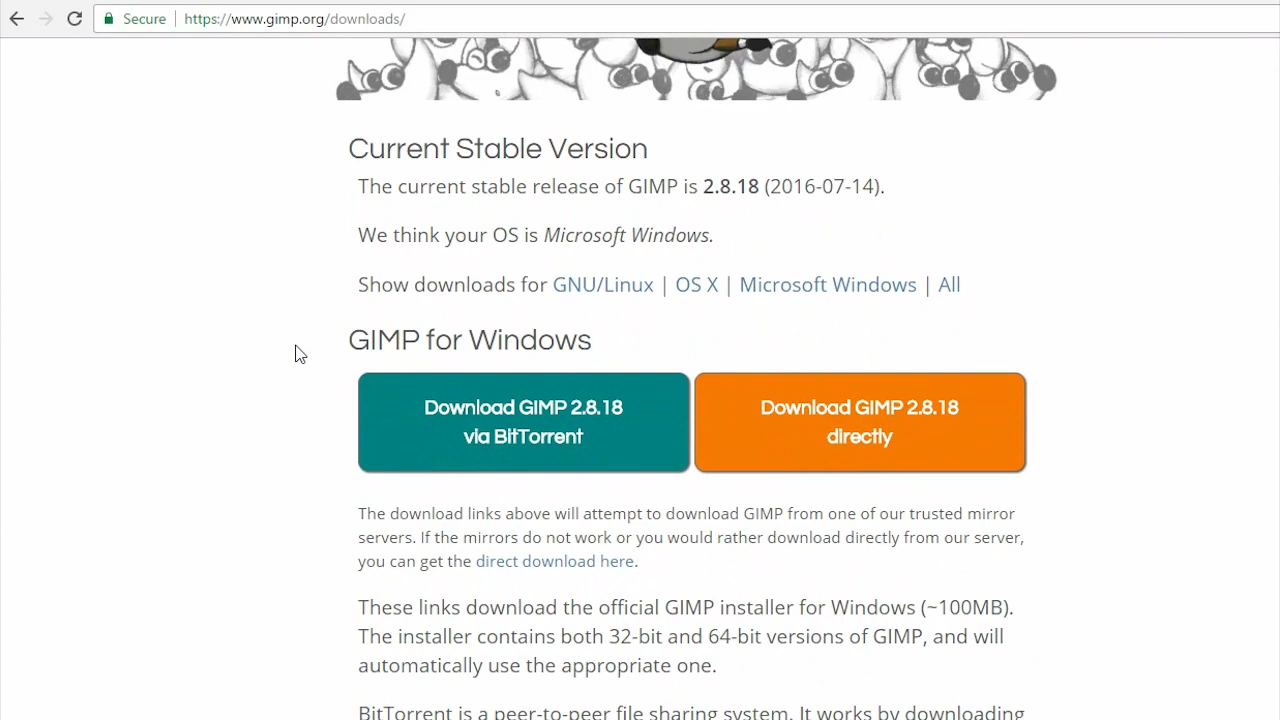 Secure https://www.gimp.org/downloads/
Current Stable Version
The current stable release of GIMP is 2.8.18 (2016-07-14).
We think your OS is Microsoft Windows.
Show downloads for GNU/Linux | OS X | Microsoft Windows | All
GIMP for Windows
Download GIMP 2.8.18
via BitTorrent
Download GIMP 2.8.18
directly
The download links above will attempt to download GIMP from one of our trusted mirror
servers. If the mirrors do not work or you would rather download directly from our server,
you can get the direct download here.
These links download the official GIMP installer for Windows (~100MB).
The installer contains both 32-bit and 64-bit versions of GIMP, and will
automatically use the appropriate one.
BitTorrent is a peer-to-peer file sharing system. It works by downloading